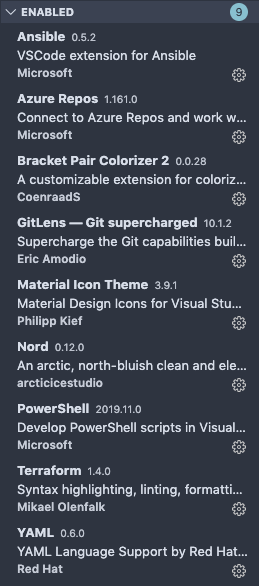 ENABLED 9
Ansible 0.5.2
VSCode extension for Ansible
Microsoft
Azure Repos 1.161.0
Connect to Azure Repos and work w...
Microsoft
Bracket Pair Colorizer 2 0.0.28
A customizable extension for coloriz...
CoenraadS
GitLens — Git supercharged 10.1.2
Supercharge the Git capabilities buil...
Eric Amodio
Material Icon Theme 3.9.1
Material Design Icons for Visual Stu...
Philipp Kief
Nord 0.12.0
An arctic, north-bluish clean and ele...
arcticicestudio
PowerShell 2019.11.0
Develop PowerShell scripts in Visual...
Microsoft
Terraform 1.4.0
Syntax highlighting, linting, formatti...
Mikael Olenfalk
YAML 0.6.0
YAML Language Support by Red Hat...
Red Hat